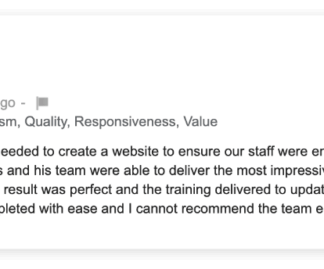 go -
sm, Quality, Responsiveness, Value
eeded to create a website to ensure our staff were er
s and his team were able to deliver the most impressiv
result was perfect and the training delivered to updat
pleted with ease and I cannot recommend the team e